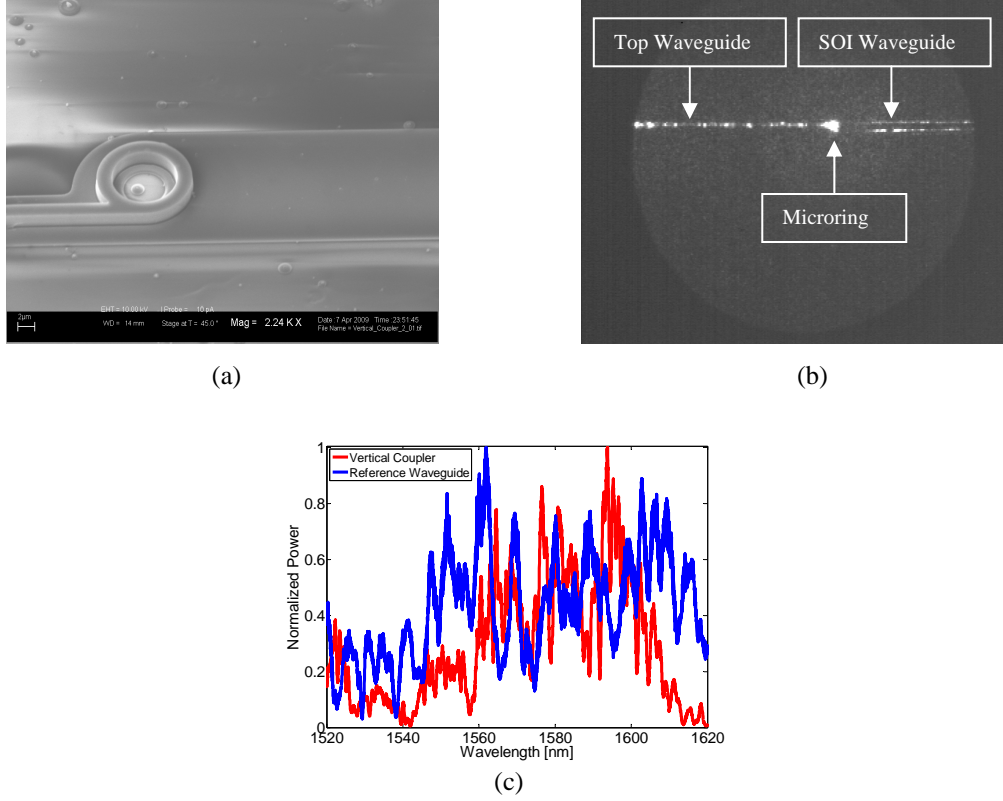 Top Waveguide
SOI Waveguide
Microring
2µm
EHT = 10.00 kV I Probe = 10 pA
WD = 14 mm Stage at T = 45.0 °
Mag = 2.24 K X
Date :7 Apr 2009 Time :23:51:45
File Name = Vertical_Coupler_2_01.tif
(a)
(b)
1
0.8
0.6
0.4
0.2
0
Normalized Power
Vertical Coupler
Reference Waveguide
1520 1540 1560 1580 1600 1620
Wavelength [nm]
(c)